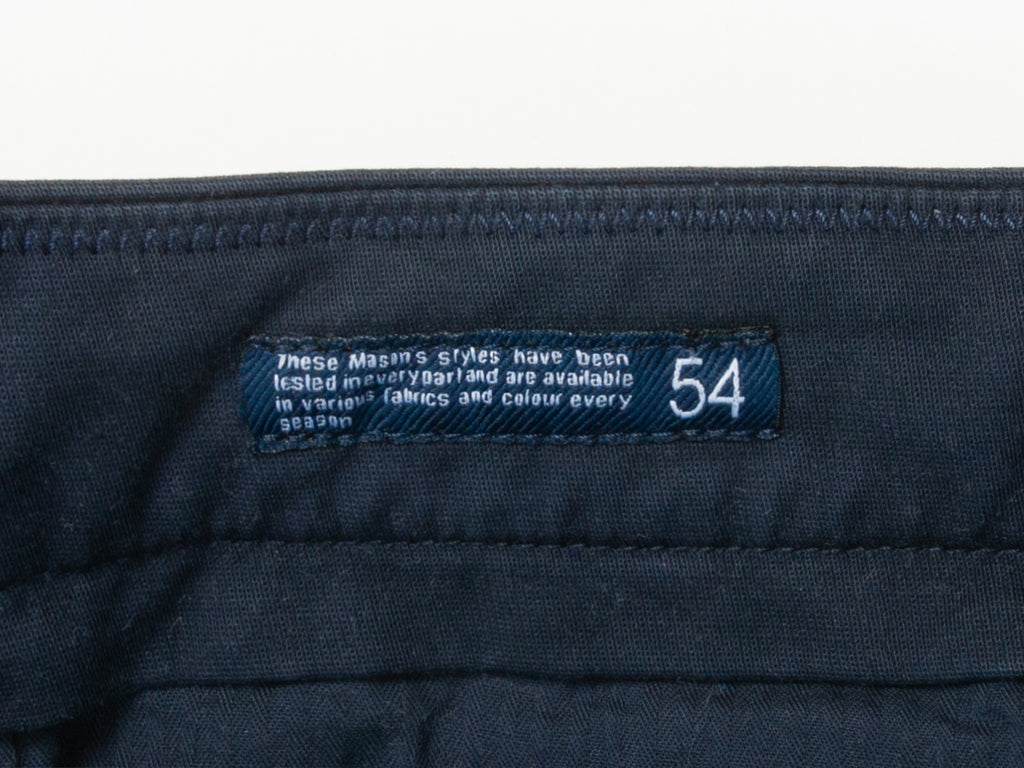 These Mason's styles have been
tested in every part and are available
in various fabrics and colour every
season
54